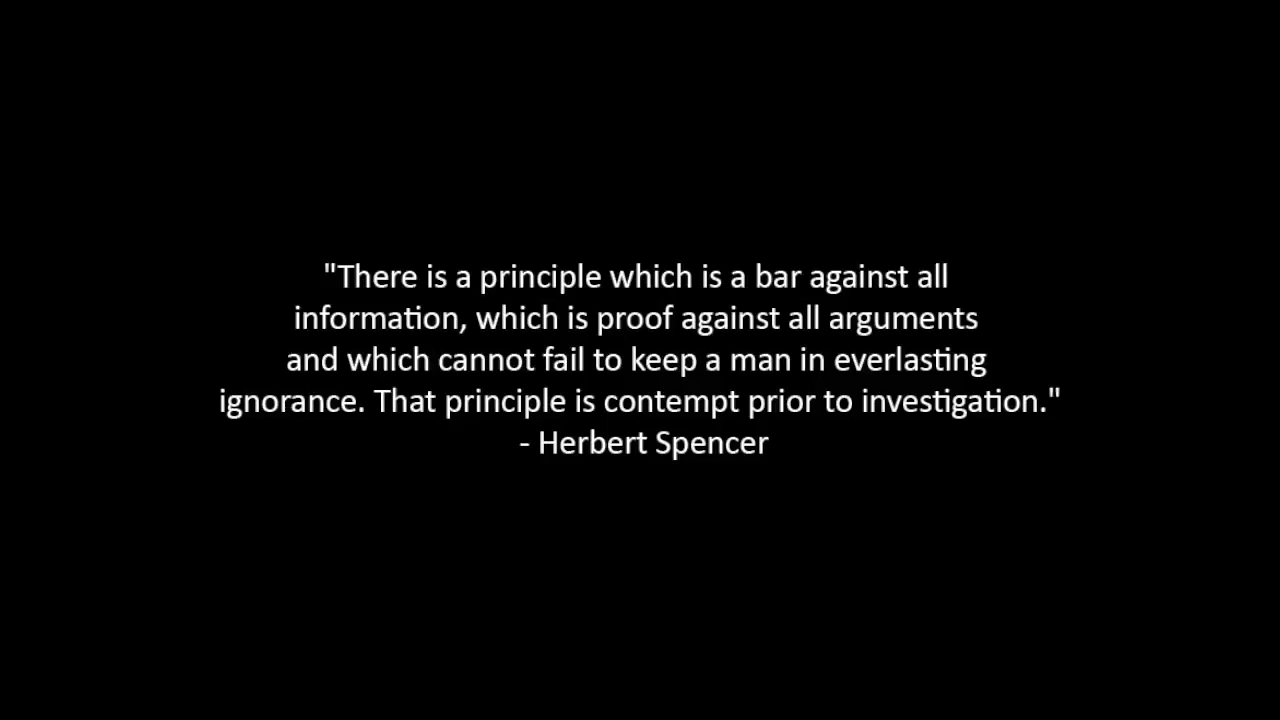 "There is a principle which is a bar against all
information, which is proof against all arguments
and which cannot fail to keep a man in everlasting
ignorance. That principle is contempt prior to investigation."
- Herbert Spencer